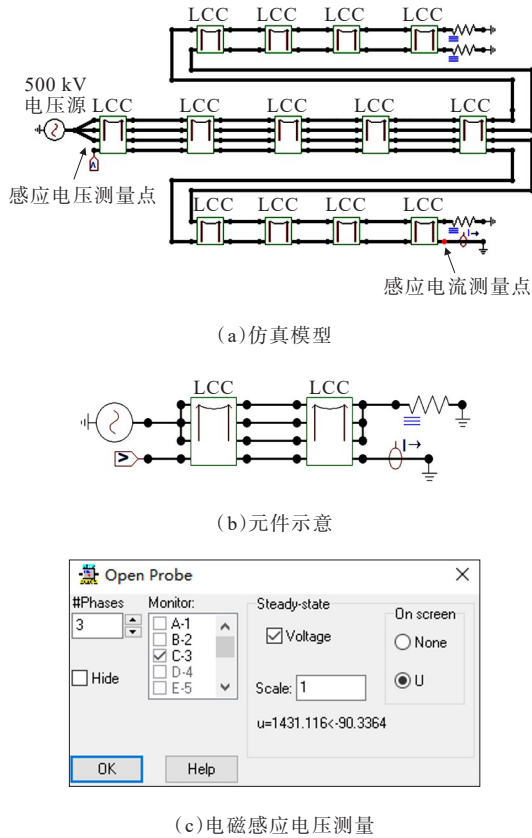 LCC LCC LCC LCC
500 kV
电压源
LCC LCC LCC LCC LCC
V
感应电压测量点
LCC LCC LCC LCC
I→
感应电流测量点
(a)仿真模型
LCC LCC
V
I→
(b)元件示意
Open Probe
#Phases Monitor: Steady-state On screen
3
A-1
B-2
C-3
D-4
E-5
Voltage
None
Hide
Scale: 1
U
u=1431.116<-90.3364
OK Help
(c)电磁感应电压测量